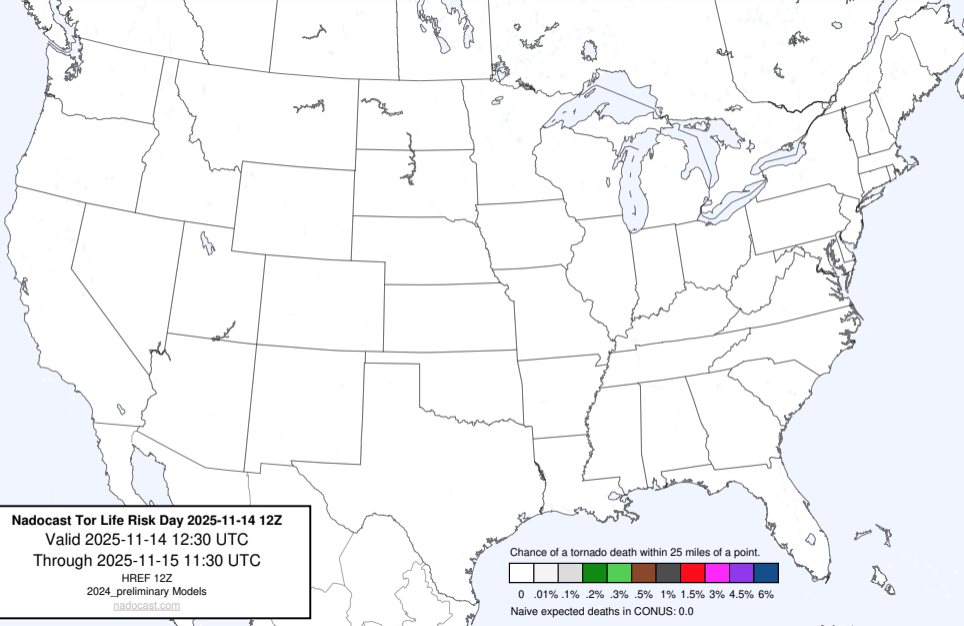 Nadocast Tor Life Risk Day 2025-11-14 12Z
Valid 2025-11-14 12:30 UTC
Through 2025-11-15 11:30 UTC
HREF 12Z
2024_preliminary Models
nadocast.com
Chance of a tornado death within 25 miles of a point.
0 .01% .1% .2% .3% .5% 1% 1.5% 3% 4.5% 6%
Naive expected deaths in CONUS: 0.0